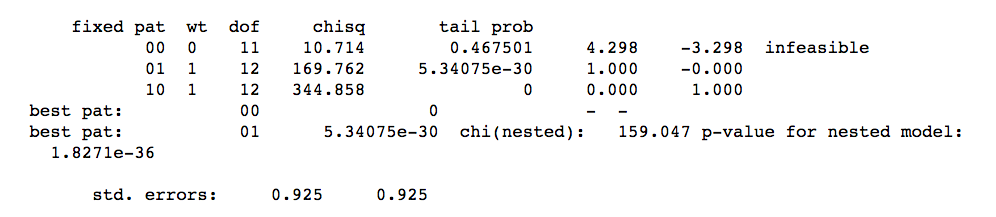 fixed pat  wt  dof     chisq       tail prob
00  0    11    10.714        0.467501     4.298    -3.298  infeasible
01  1    12   169.762     5.34075e-30     1.000    -0.000
10  1    12   344.858               0     0.000     1.000
best pat:           00                 0               -  -
best pat:           01      5.34075e-30  chi(nested):   159.047 p-value for nested model:
1.8271e-36
std. errors:     0.925     0.925